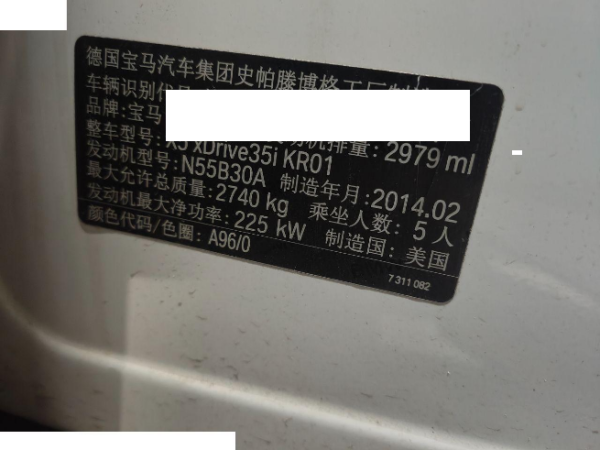 德国宝马汽车集团史帕滕博格工厂制造
车辆识别代号
品牌：宝马 发动机排量：2979 ml
整车型号：X5 xDrive35i KR01
发动机型号：N55B30A 制造年月：2014.02
最大允许总质量：2740 kg 乘坐人数：5 人
发动机最大净功率：225 kW 制造国：美国
颜色代码/色圈：A96/0
7 311 082